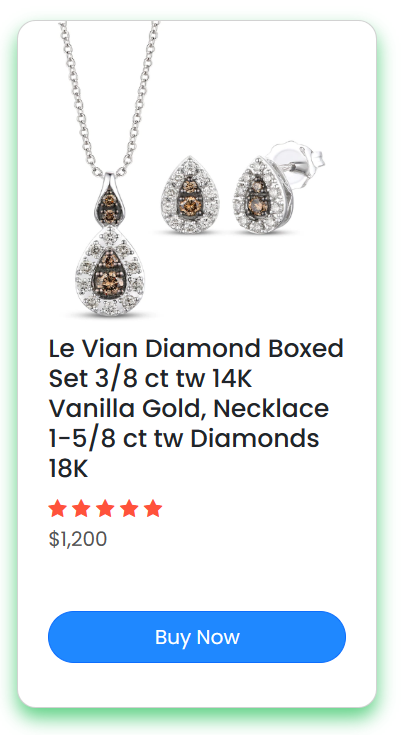 Le Vian Diamond Boxed
Set 3/8 ct tw 14K
Vanilla Gold, Necklace
1-5/8 ct tw Diamonds
18K
$1,200
Buy Now